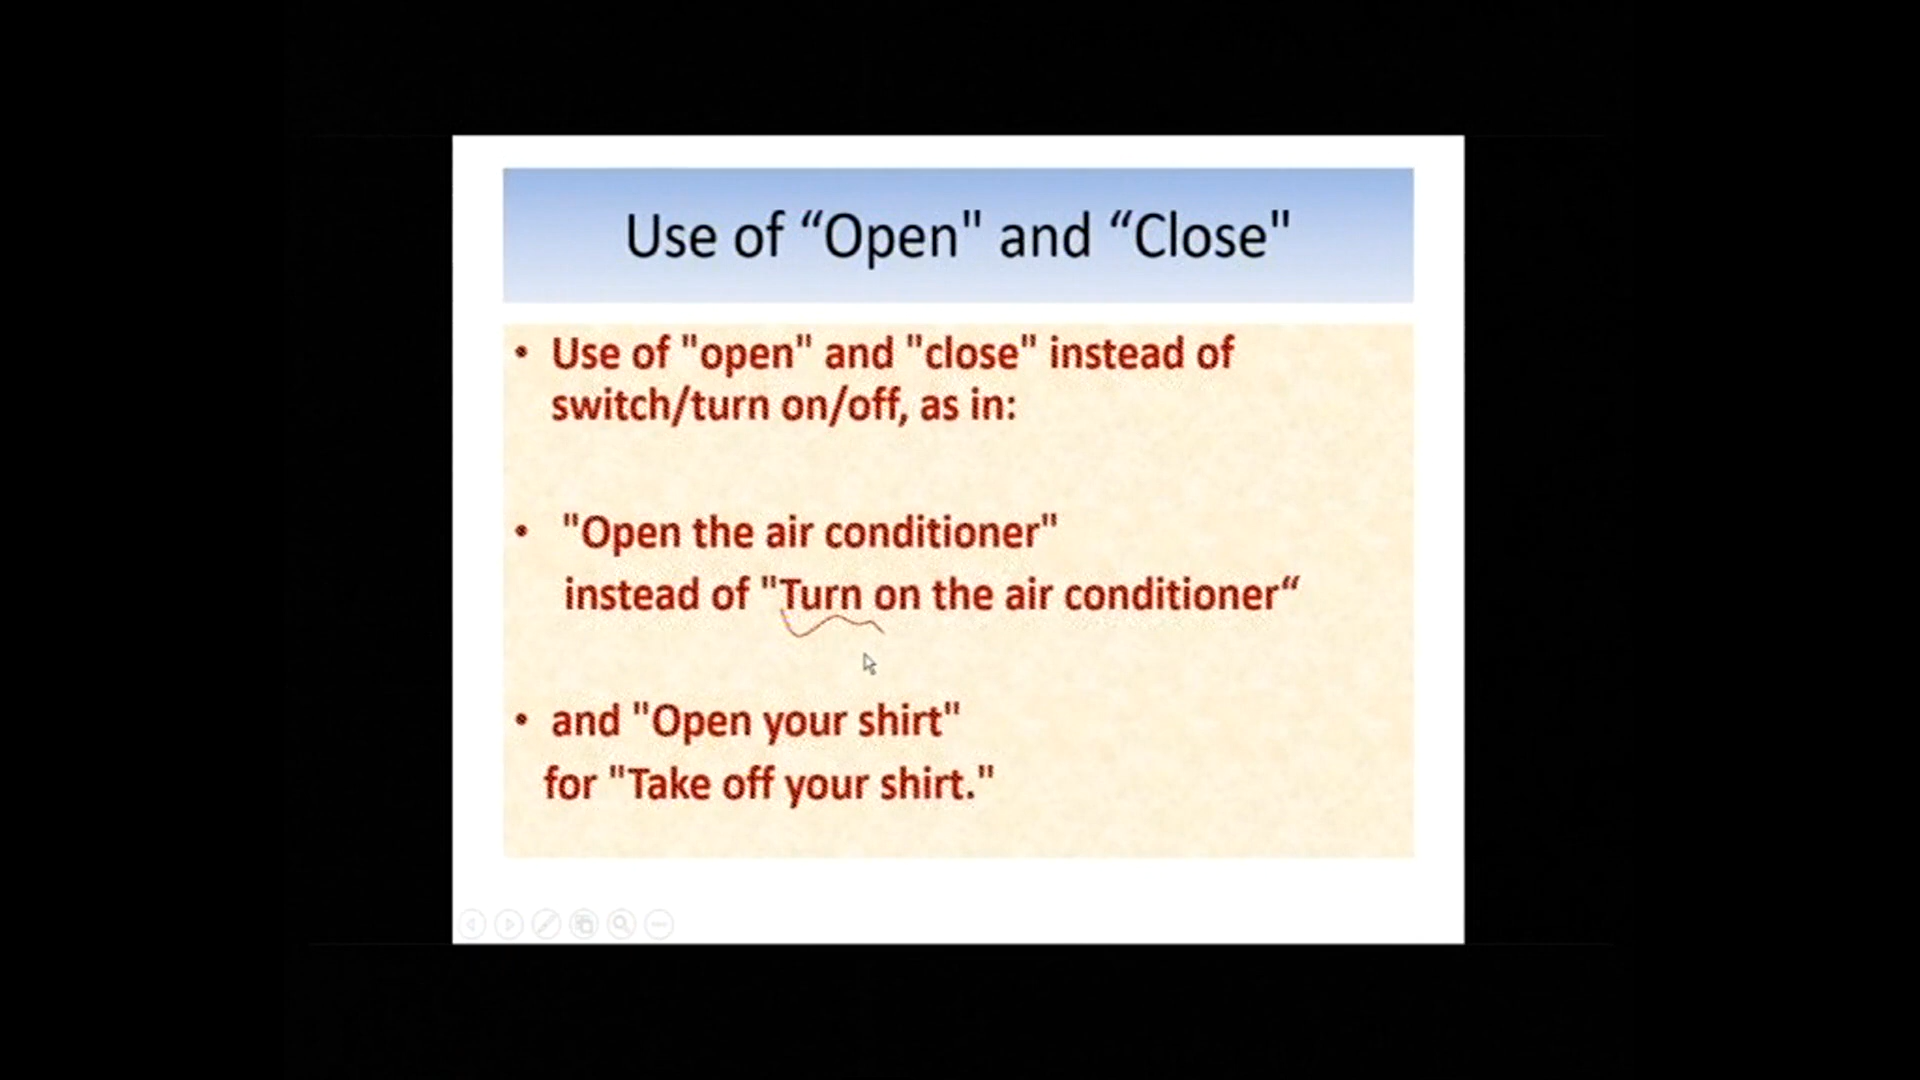 Use of “Open" and “Close"
• Use of "open" and "close" instead of
switch/turn on/off, as in:
• "Open the air conditioner"
instead of "Turn on the air conditioner“
• and "Open your shirt"
for "Take off your shirt."